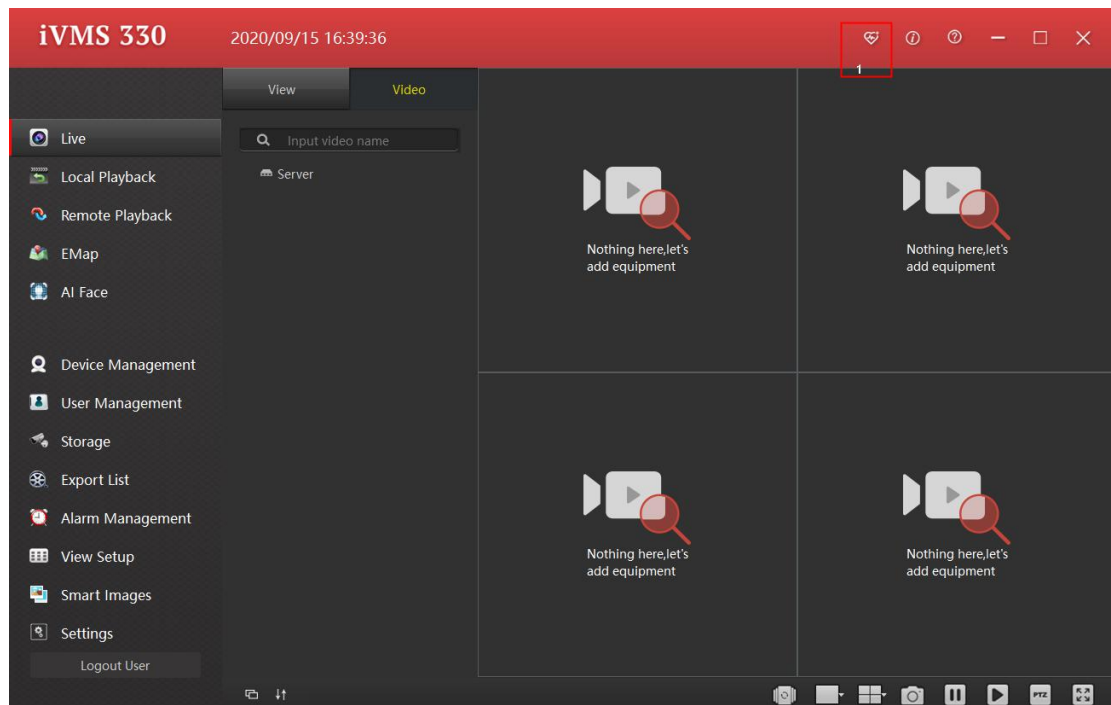 iVMS 330
2020/09/15 16:39:36
1
View
Video
Input video name
Server
Live
Local Playback
Remote Playback
EMap
AI Face
Device Management
User Management
Storage
Export List
Alarm Management
View Setup
Smart Images
Settings
Logout User
Nothing here,let's
add equipment
Nothing here,let's
add equipment
Nothing here,let's
add equipment
Nothing here,let's
add equipment
PTZ